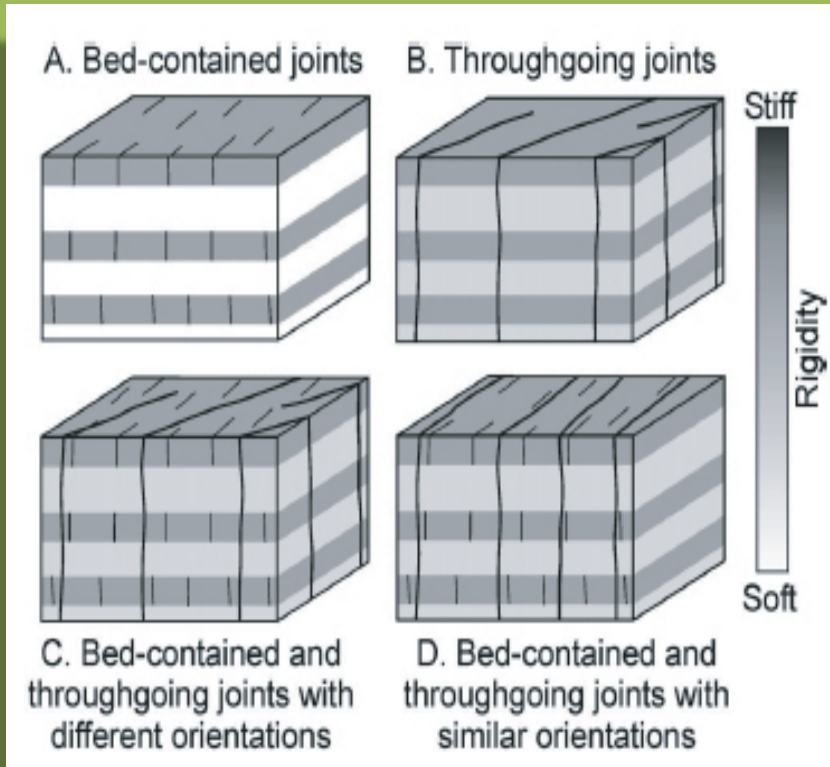 A. Bed-contained joints
B. Throughgoing joints
Stiff
Rigidity
Soft
C. Bed-contained and
throughgoing joints with
different orientations
D. Bed-contained and
throughgoing joints with
similar orientations